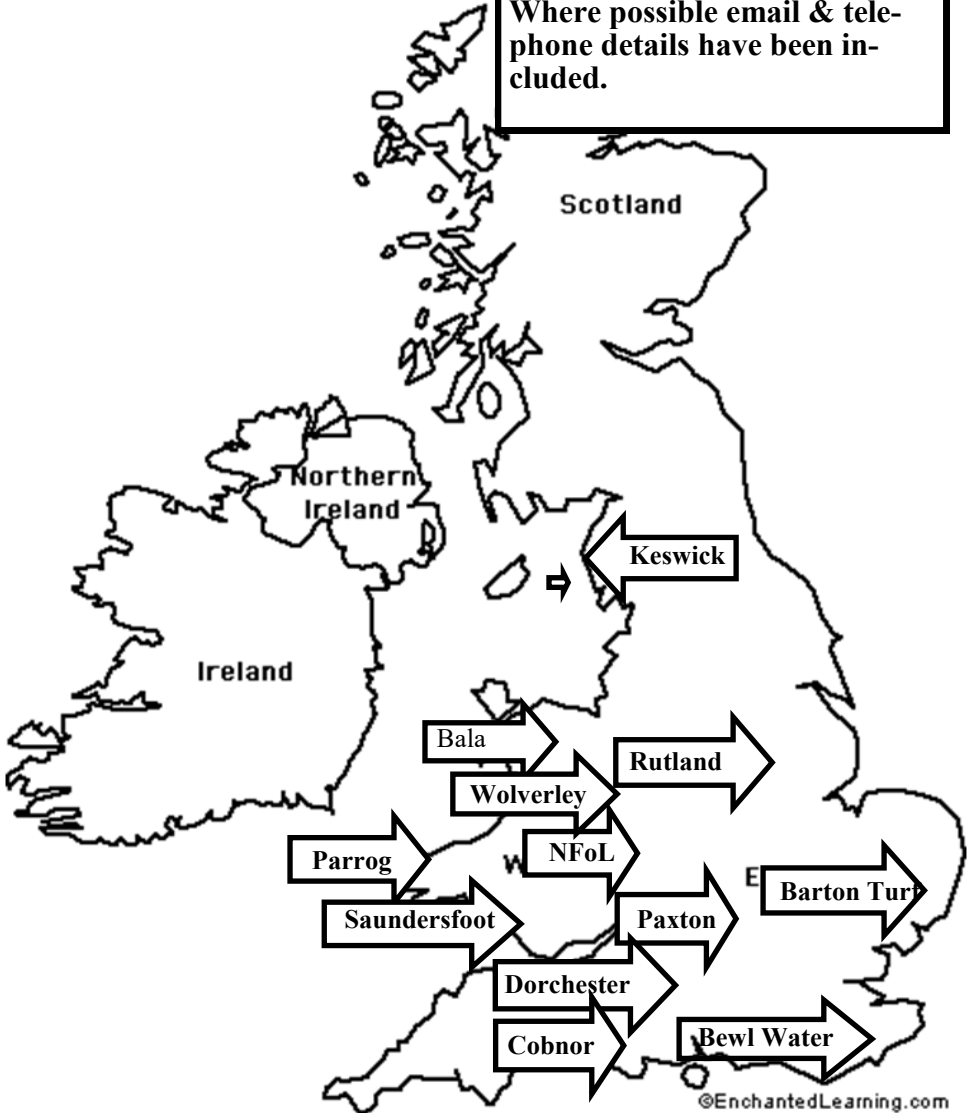 Where possible email & tele-
phone details have been in-
cluded.
Scotland
Northern
Ireland
Keswick
Ireland
Bala
Rutland
Wolverley
Parrog
W
NFoL
E
Barton Turf
Saundersfoot
Paxton
Dorchester
Cobnor
Bewl Water
©EnchantedLearning.com